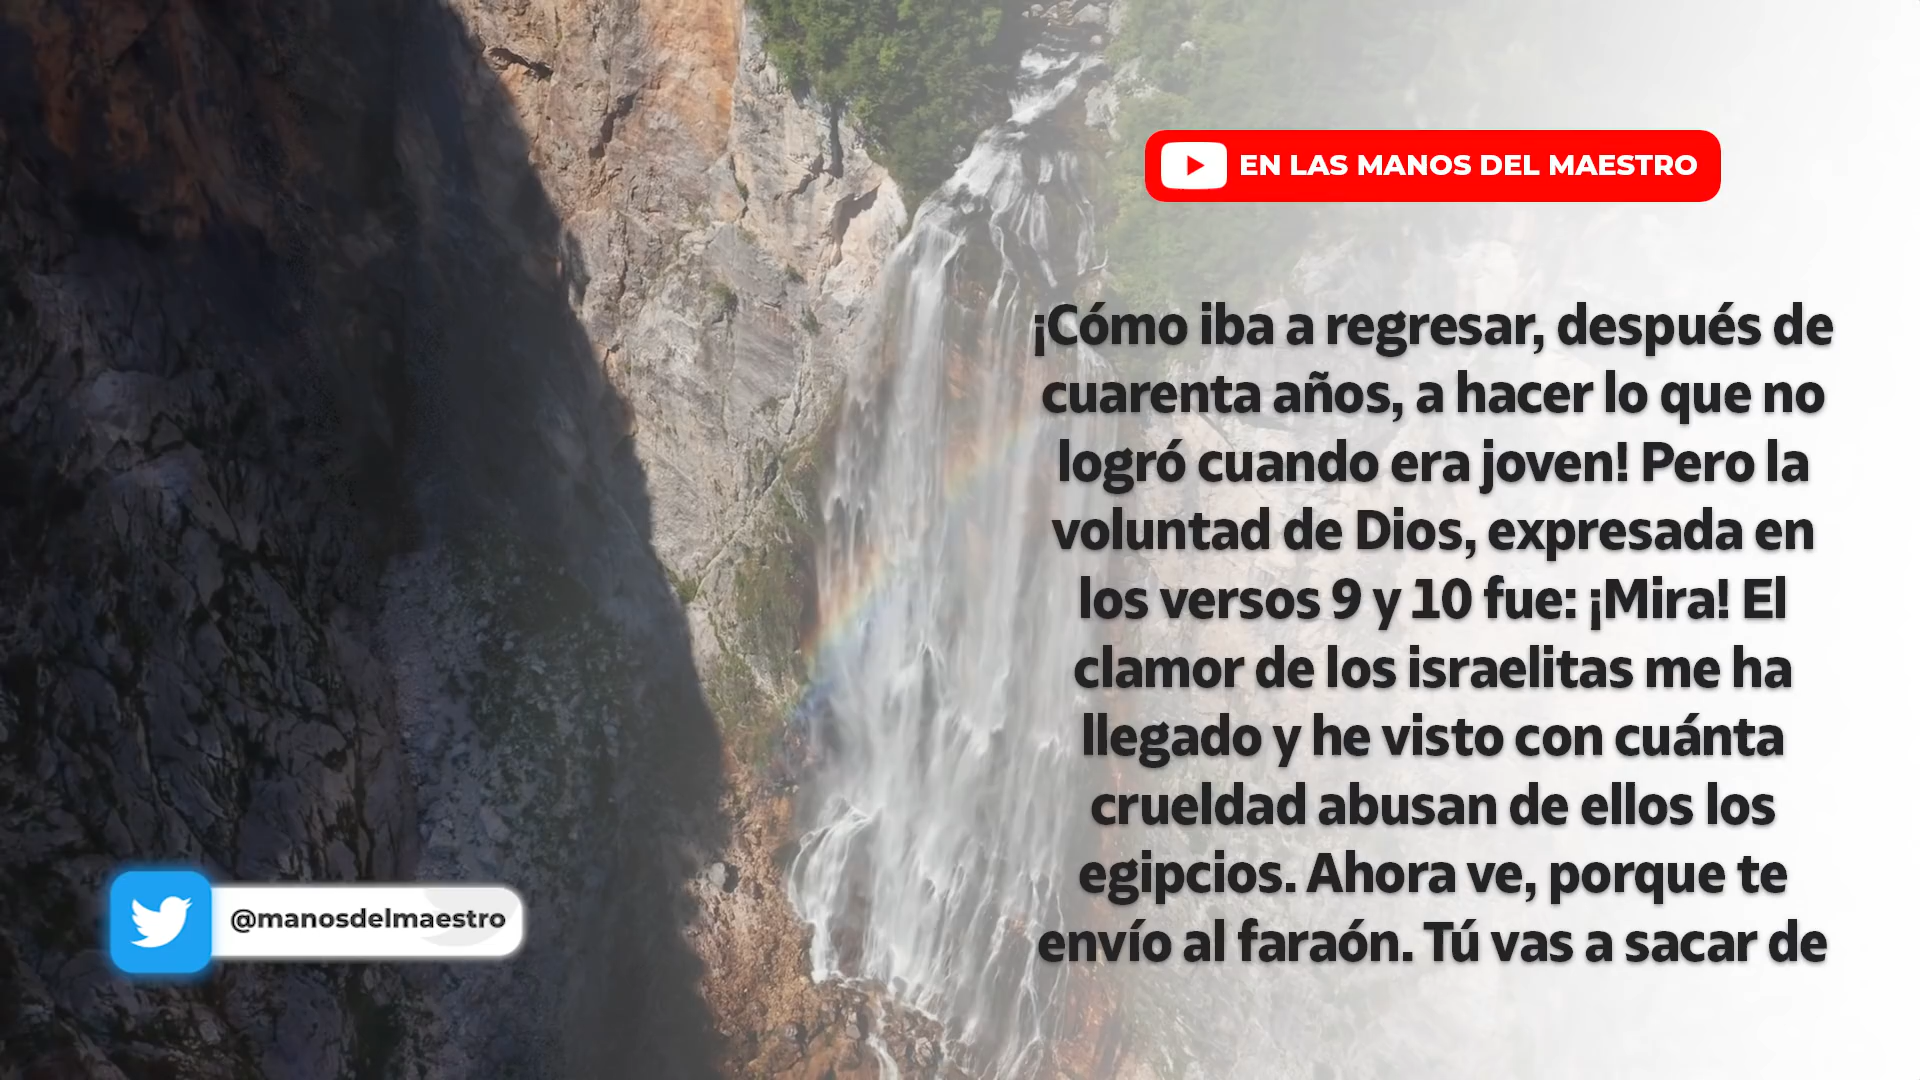 EN LAS MANOS DEL MAESTRO
¡Cómo iba a regresar, después de
cuarenta años, a hacer lo que no
logró cuando era joven! Pero la
voluntad de Dios, expresada en
los versos 9 y 10 fue: ¡Mira! El
clamor de los israelitas me ha
llegado y he visto con cuánta
crueldad abusan de ellos los
egipcios. Ahora ve, porque te
envío al faraón. Tú vas a sacar de
@manosdelmaestro